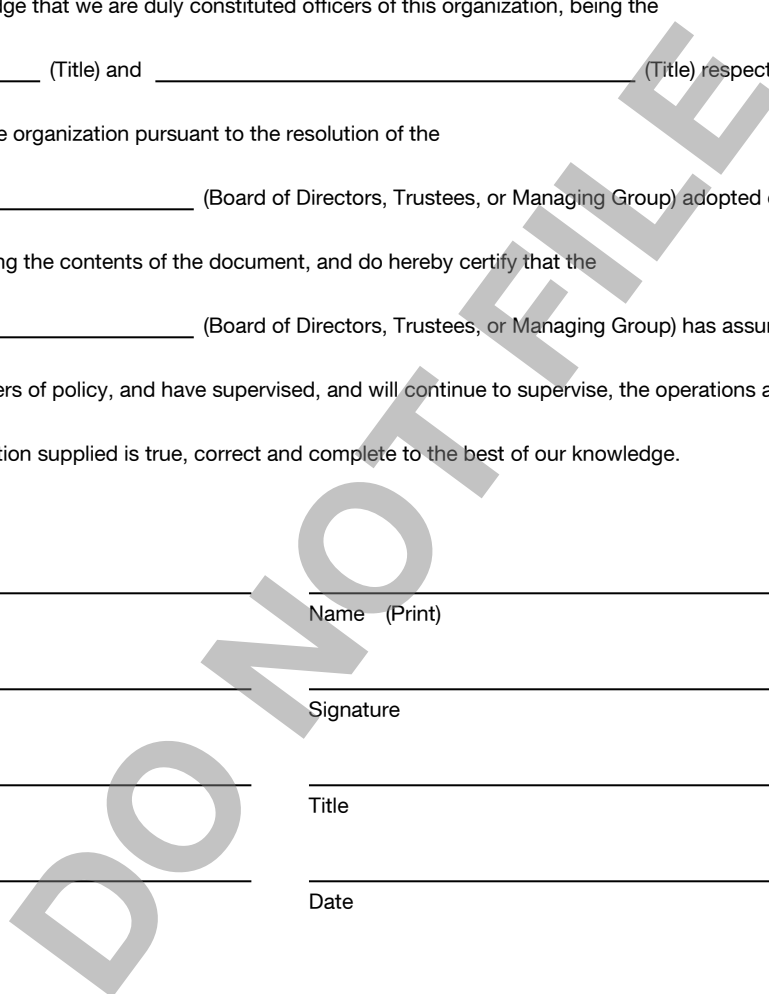 dge that we are duly constituted officers of this organization, being the
(Title) and (Title) respect
e organization pursuant to the resolution of the
(Board of Directors, Trustees, or Managing Group) adopted
ng the contents of the document, and do hereby certify that the
(Board of Directors, Trustees, or Managing Group) has assu
ers of policy, and have supervised, and will continue to supervise, the operations a
tion supplied is true, correct and complete to the best of our knowledge.
Name (Print)
Signature
Title
Date
DO NOT FILE